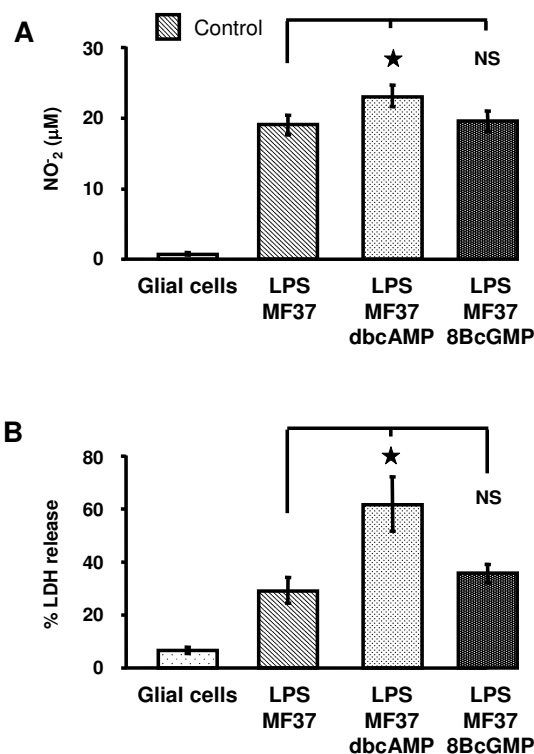 A
Control
30
20
10
0
NO-2 (µM)
★
NS
Glial cells
LPS
MF37
LPS
MF37
dbcAMP
LPS
MF37
8BcGMP
B
80
60
40
20
0
% LDH release
★
NS
Glial cells
LPS
MF37
LPS
MF37
dbcAMP
LPS
MF37
8BcGMP